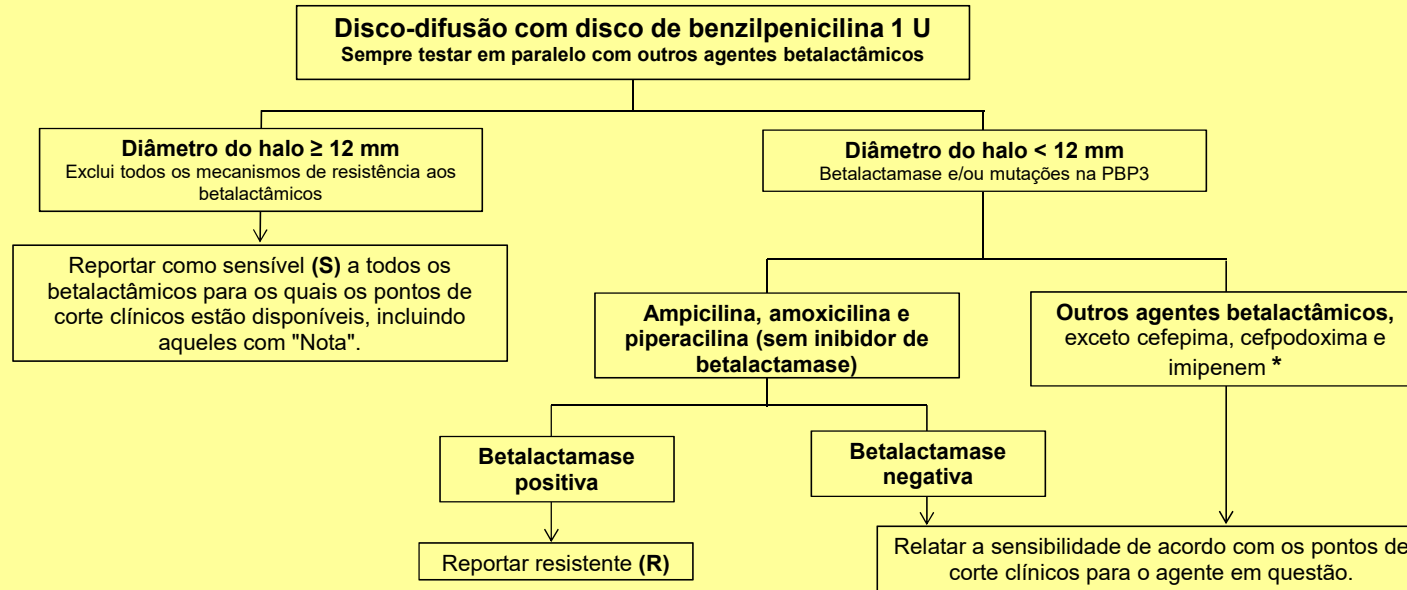 Disco-difusão com disco de benzilpenicilina 1 U
Sempre testar em paralelo com outros agentes betalactâmicos
Diâmetro do halo ≥ 12 mm
Exclui todos os mecanismos de resistência aos
betalactâmicos
Diâmetro do halo < 12 mm
Betalactamase e/ou mutações na PBP3
Reportar como sensível (S) a todos os
betalactâmicos para os quais os pontos de
corte clínicos estão disponíveis, incluindo
aqueles com "Nota".
Ampicilina, amoxicilina e
piperacilina (sem inibidor de
betalactamase)
Outros agentes betalactâmicos,
exceto cefepima, cefpodoxima e
imipenem *
Betalactamase
positiva
Betalactamase
negativa
Reportar resistente (R)
Relatar a sensibilidade de acordo com os pontos de
corte clínicos para o agente em questão.